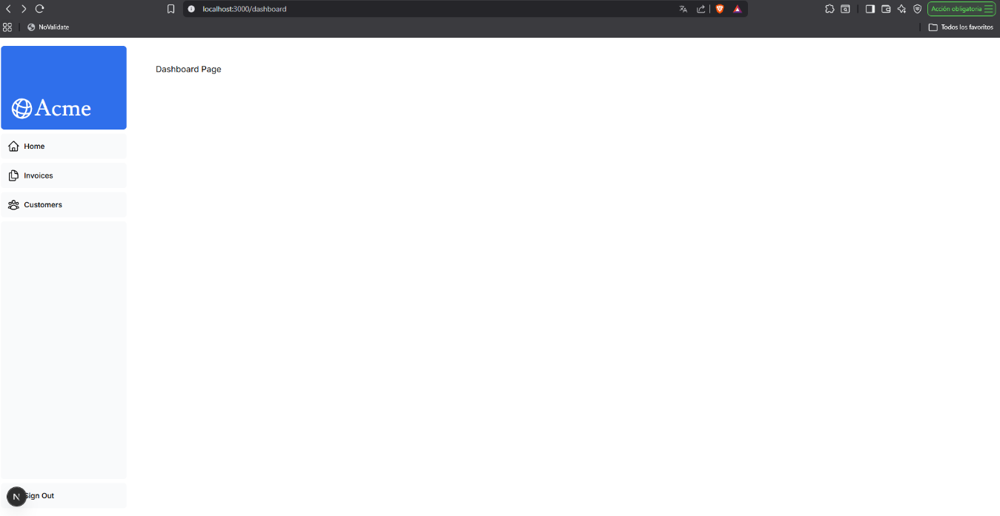 localhost:3000/dashboard
Acción obligatoria
NoValidate
Todos los favoritos
Acme
Dashboard Page
Home
Invoices
Customers
N
Sign Out